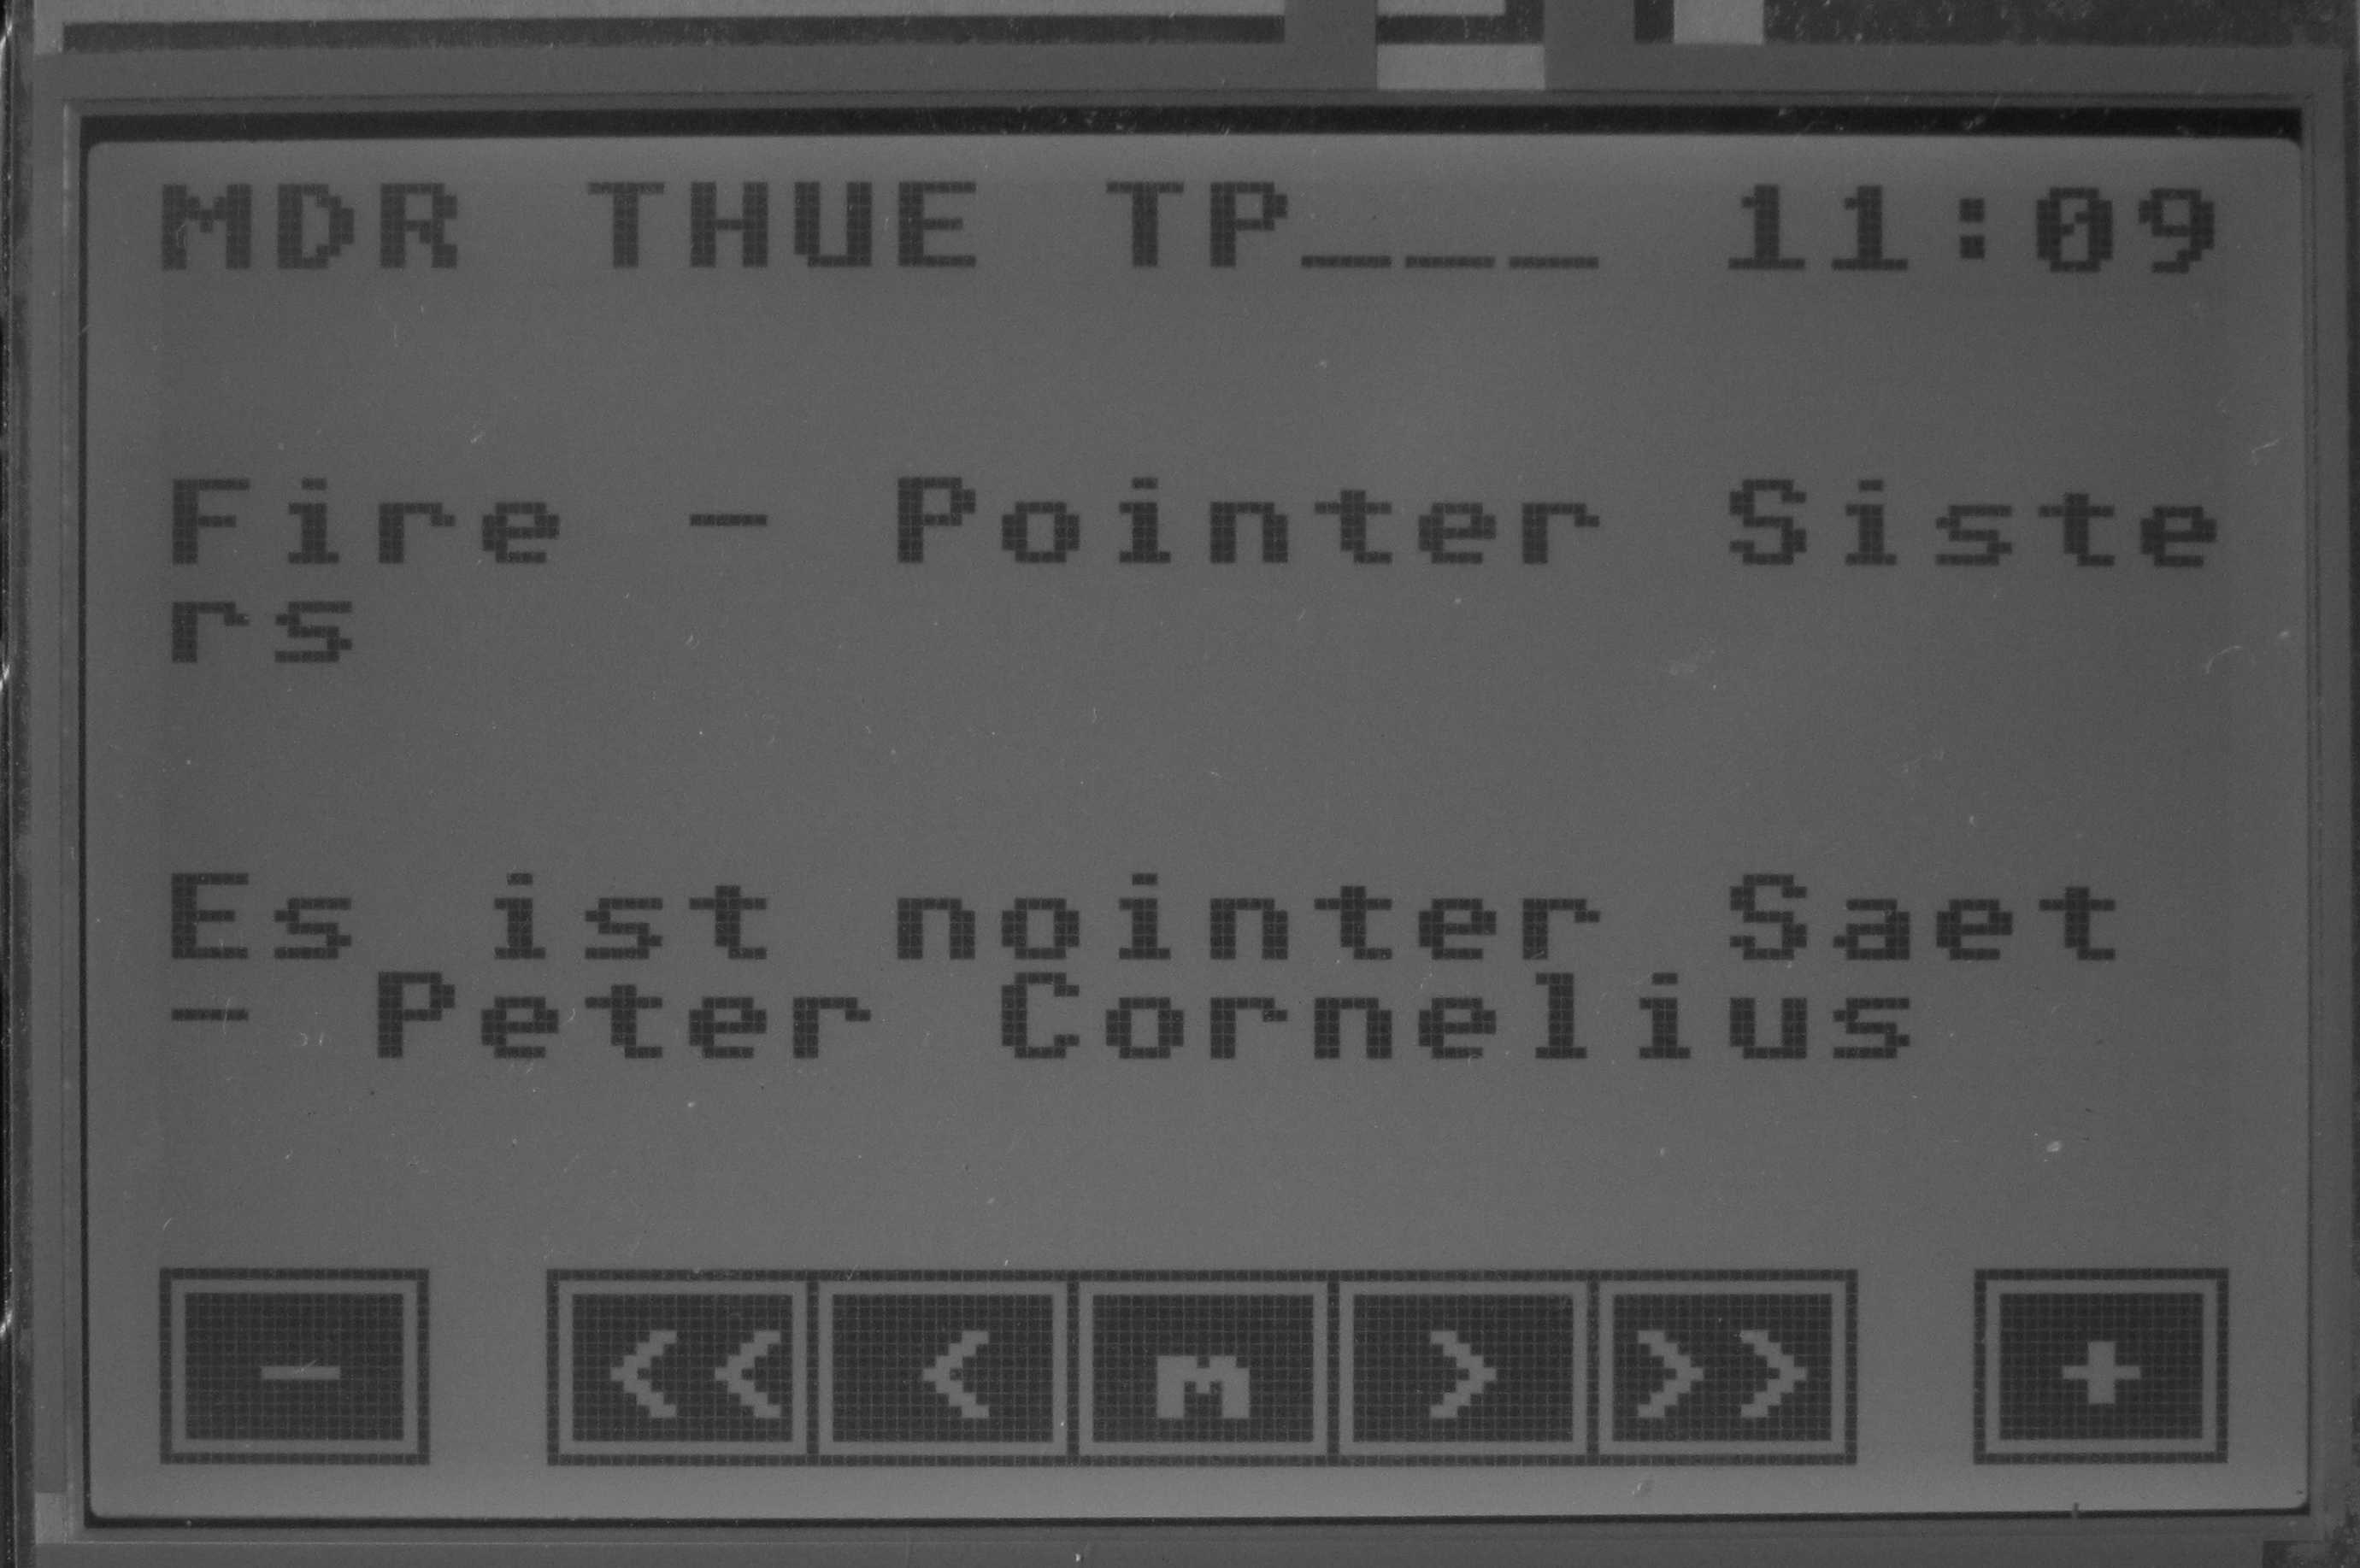 MDR THUE TP___ 11:09
Fire - Pointer Siste
rs
Es ist nointer Saet
- Peter Cornelius
- << < m > >> +